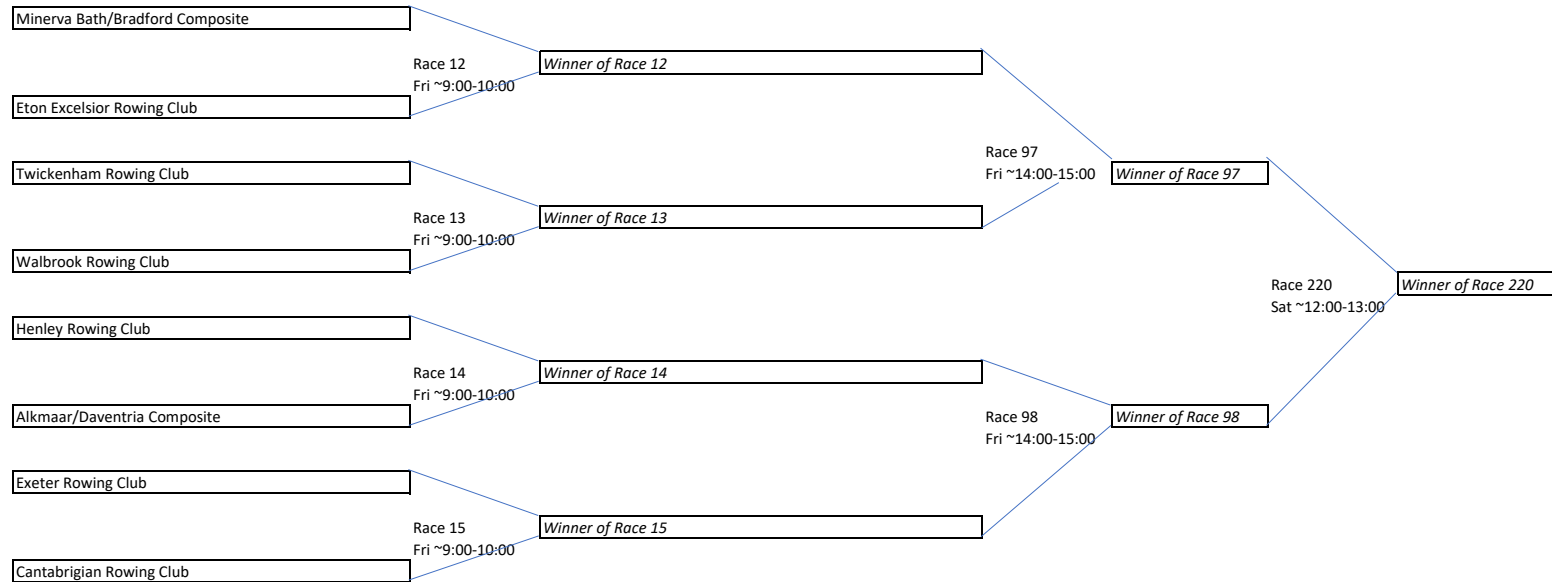 Minerva Bath/Bradford Composite
Race 12
Fri ~9:00-10:00
Winner of Race 12
Eton Excelsior Rowing Club
Race 97
Fri ~14:00-15:00
Winner of Race 97
Twickenham Rowing Club
Race 13
Fri ~9:00-10:00
Winner of Race 13
Walbrook Rowing Club
Race 220
Sat ~12:00-13:00
Winner of Race 220
Henley Rowing Club
Race 14
Fri ~9:00-10:00
Winner of Race 14
Alkmaar/Daventria Composite
Race 98
Fri ~14:00-15:00
Winner of Race 98
Exeter Rowing Club
Race 15
Fri ~9:00-10:00
Winner of Race 15
Cantabrigian Rowing Club